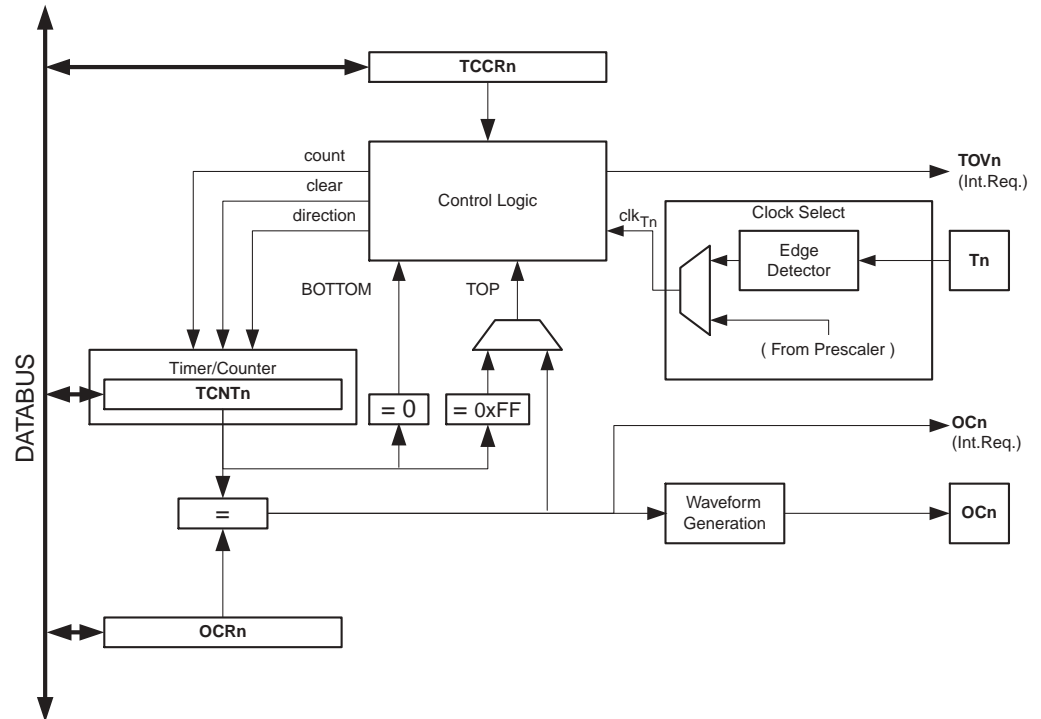 TCCRn
count
clear
direction
Control Logic
TOVn
(Int.Req.)
clkTn
Clock Select
Edge
Detector
Tn
( From Prescaler )
BOTTOM
TOP
Timer/Counter
TCNTn
= 0
= 0xFF
DATABUS
OCn
(Int.Req.)
=
Waveform
Generation
OCn
OCRn